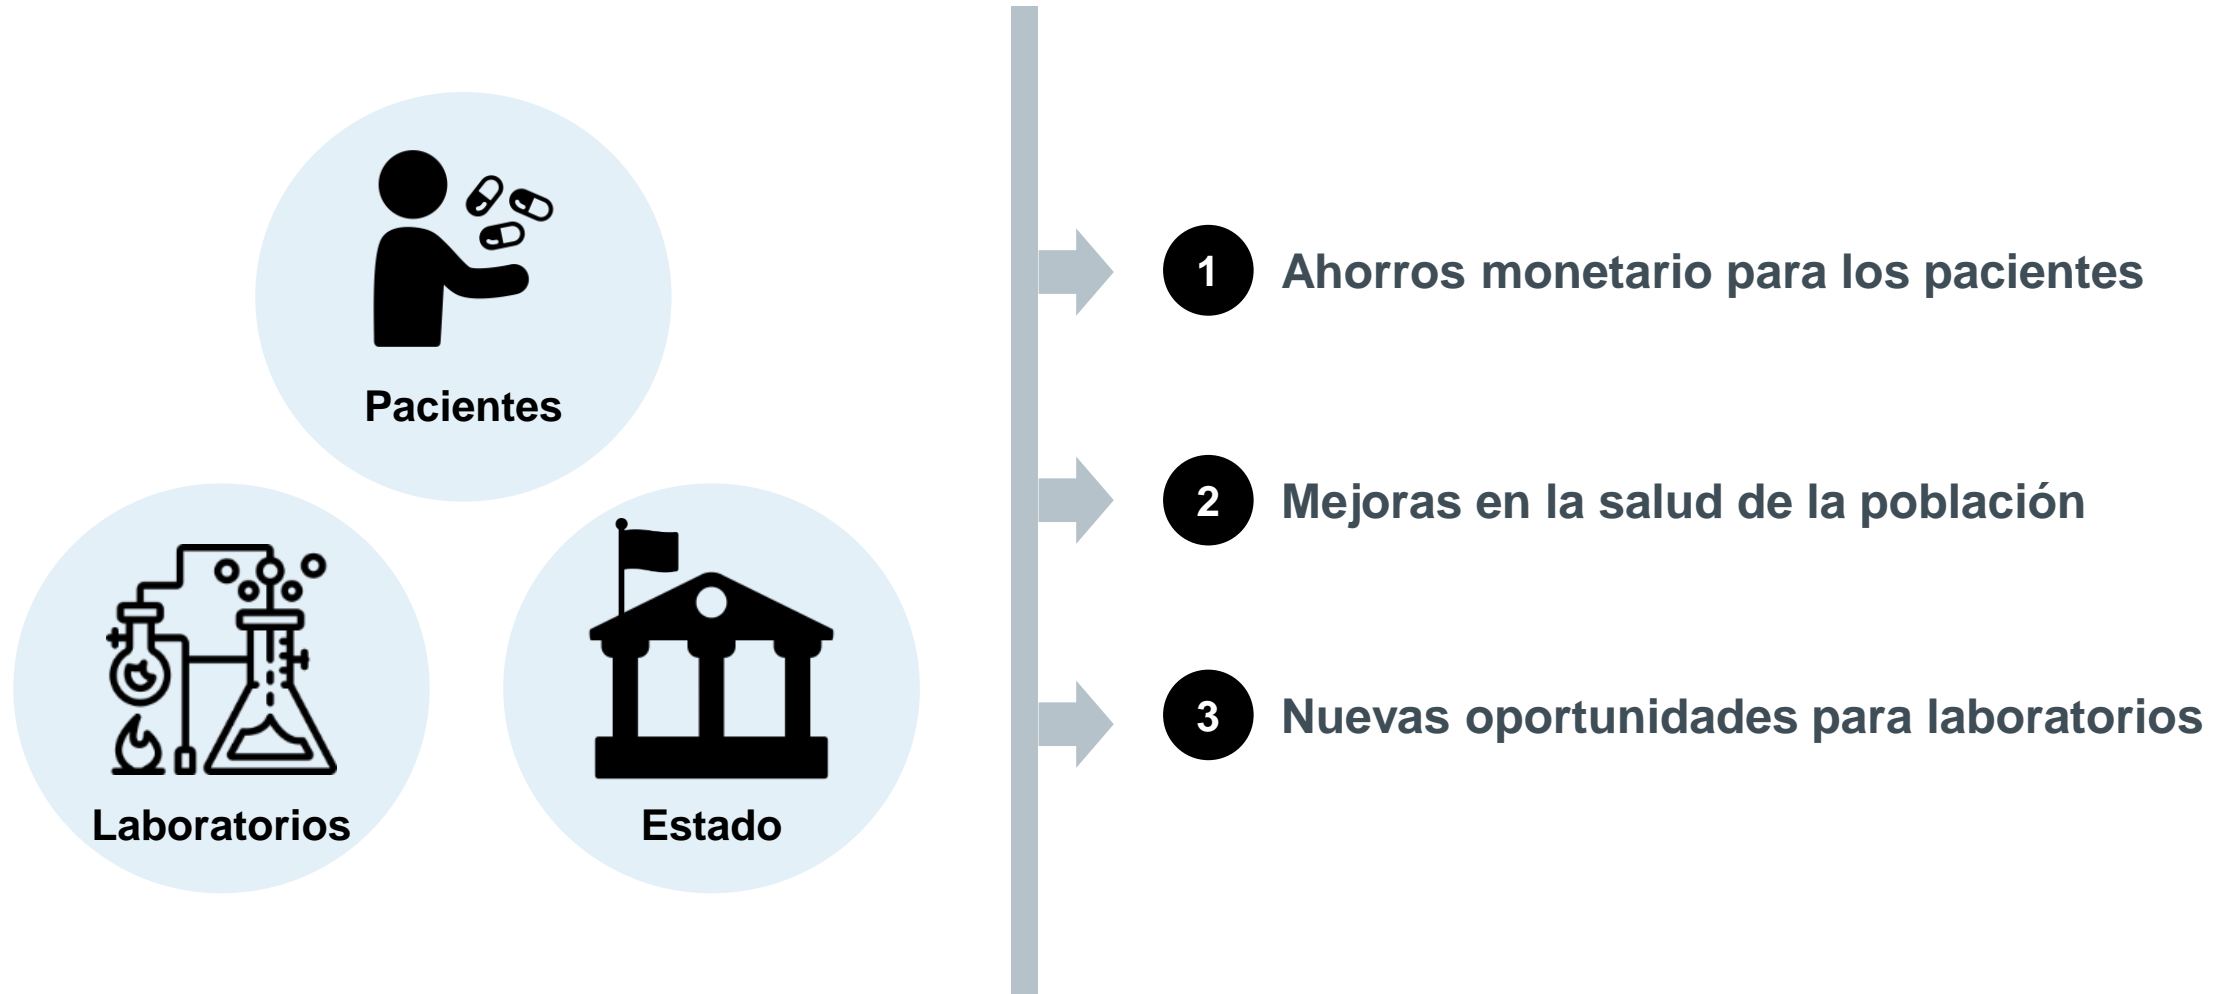 Pacientes
Laboratorios
Estado
1 Ahorros monetario para los pacientes
2 Mejoras en la salud de la población
3 Nuevas oportunidades para laboratorios